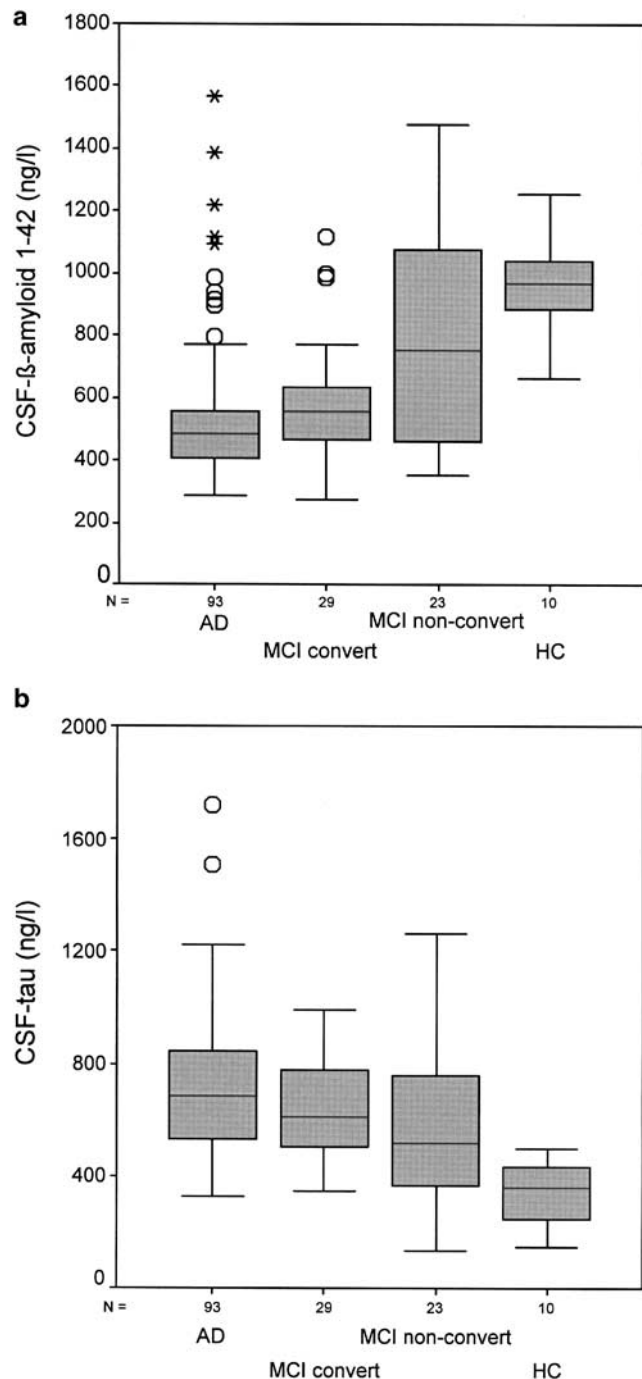 a
1800
1600
1400
1200
1000
800
600
400
200
0
CSF-ß-amyloid 1-42 (ng/l)
N = 93 29 23 10
AD MCI non-convert
MCI convert HC
b
2000
1600
1200
800
400
0
CSF-tau (ng/l)
N = 93 29 23 10
AD MCI non-convert
MCI convert HC